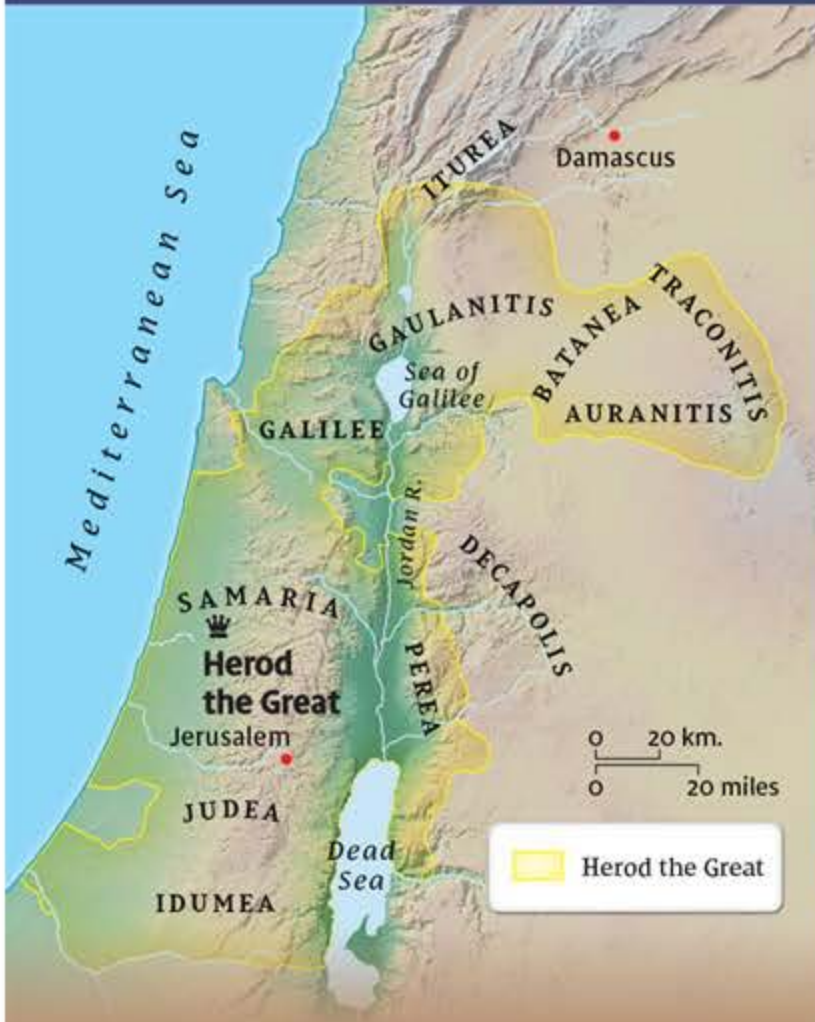 Mediterranean Sea
ITUREA
Damascus
TRACONITIS
BATANEA
GAULANITIS
Sea of
Galilee
AURANITIS
GALILEE
Jordan R.
DECAPOLIS
SAMARIA
Herod
the Great
PEREA
Jerusalem
0 20 km.
0 20 miles
JUDEA
Dead
Sea
Herod the Great
IDUMEA